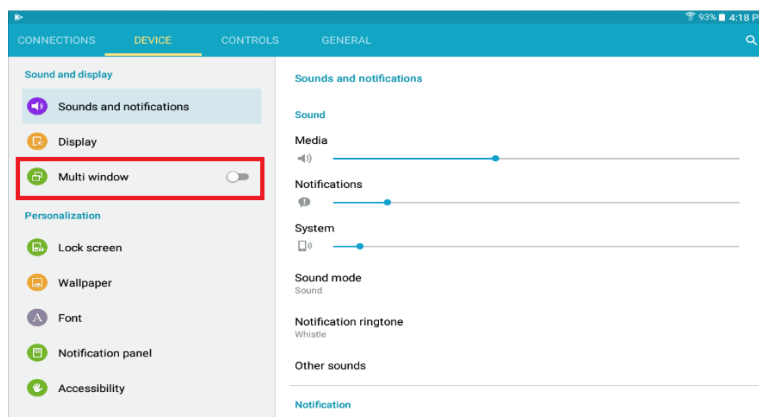 93% 4:18 P
CONNECTIONS DEVICE CONTROLS GENERAL
Sound and display
Sounds and notifications
Display
Multi window
Personalization
Lock screen
Wallpaper
A Font
Notification panel
Accessibility
Sounds and notifications
Sound
Media
Notifications
System
Sound mode
Sound
Notification ringtone
Whistle
Other sounds
Notification